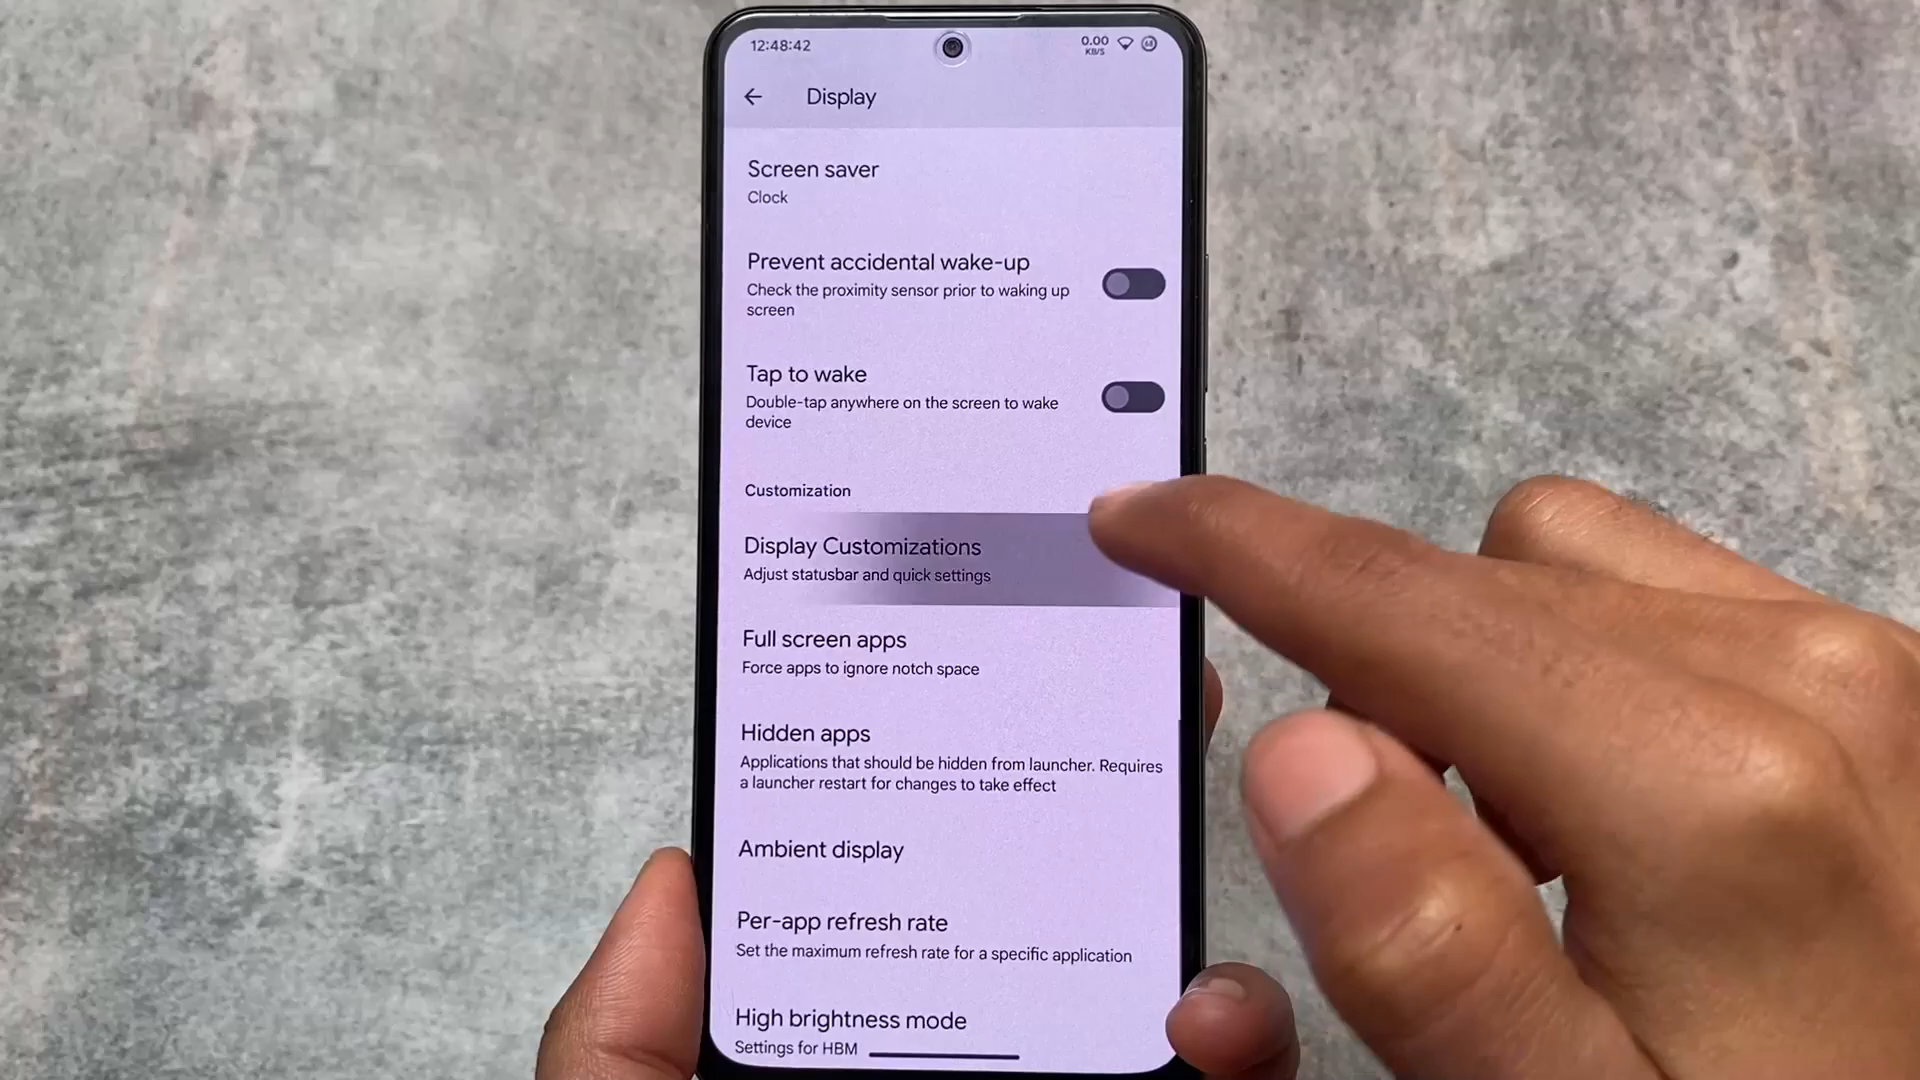 12:48:42
0.00
KB/S
68
Display
Screen saver
Clock
Prevent accidental wake-up
Check the proximity sensor prior to waking up
screen
Tap to wake
Double-tap anywhere on the screen to wake
device
Customization
Display Customizations
Adjust statusbar and quick settings
Full screen apps
Force apps to ignore notch space
Hidden apps
Applications that should be hidden from launcher. Requires
a launcher restart for changes to take effect
Ambient display
Per-app refresh rate
Set the maximum refresh rate for a specific application
High brightness mode
Settings for HBM